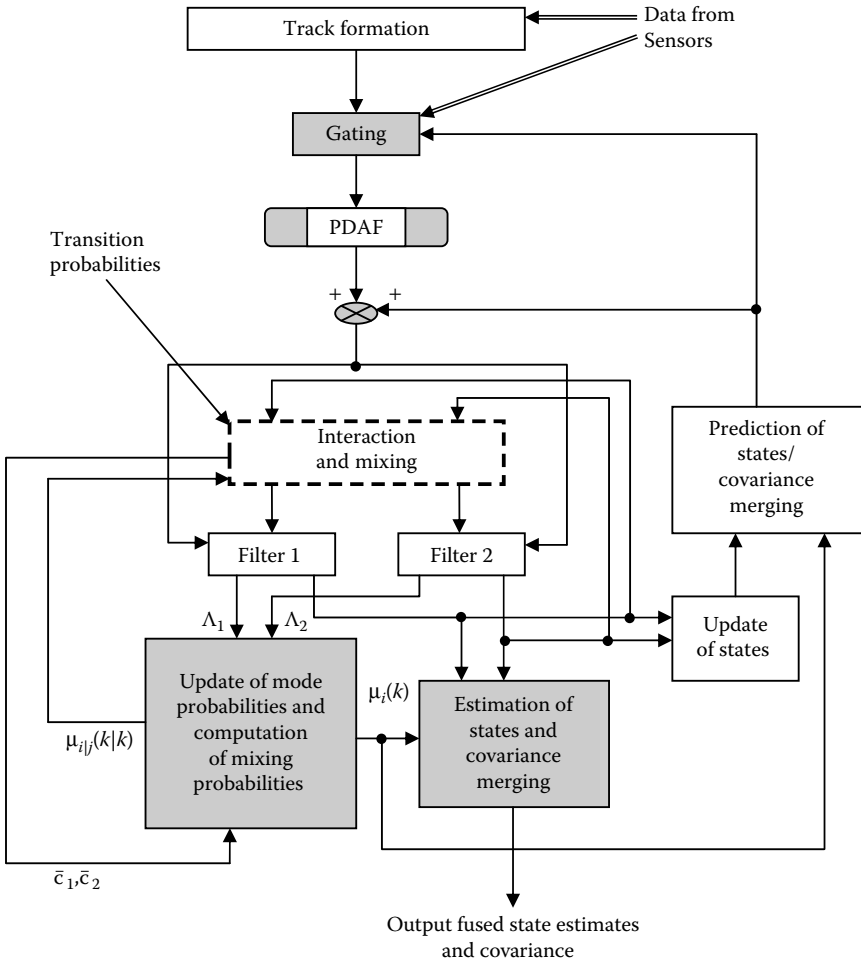 Track formation
Data from
Sensors
Gating
PDAF
Transition
probabilities
+ +
Interaction
and mixing
Prediction of
states/
covariance
merging
Filter 1
Filter 2
Λ₁
Λ₂
Update
of states
Update of mode
probabilities and
computation
of mixing
probabilities
μᵢ(k)
Estimation of
states and
covariance
merging
μᵢ|ⱼ(k|k)
c̄₁,c̄₂
Output fused state estimates
and covariance